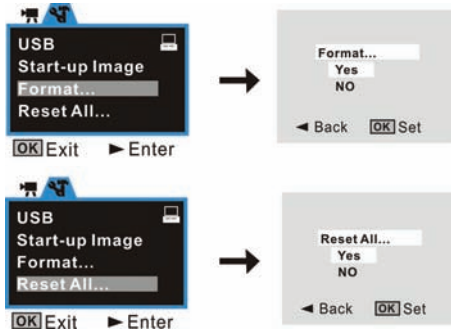 USB
Start-up Image
Format...
Reset All...
OK Exit ► Enter
Format...
Yes
NO
◄ Back OK Set
USB
Start-up Image
Format...
Reset All...
OK Exit ► Enter
Reset All...
Yes
NO
◄ Back OK Set